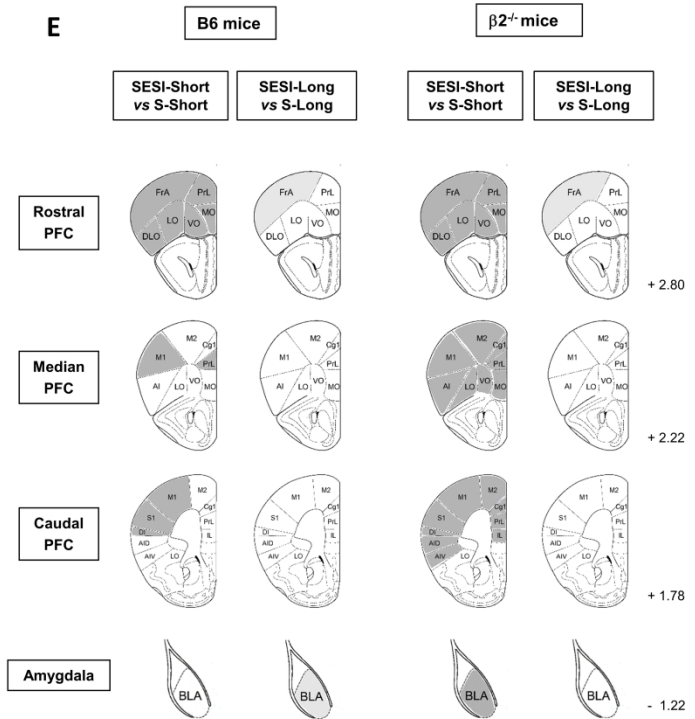 E
B6 mice
β2-/- mice
SESI-Short
vs S-Short
SESI-Long
vs S-Long
SESI-Short
vs S-Short
SESI-Long
vs S-Long
Rostral
PFC
FrA PrL
LO MO
VO
DLO
FrA PrL
LO MO
VO
DLO
FrA PrL
LO MO
VO
DLO
FrA PrL
LO MO
VO
DLO
+ 2.80
Median
PFC
M2
M1 Cg1
PrL
AI LO VO MO
M2
M1 Cg1
PrL
AI LO VO MO
M2
M1 Cg1
PrL
AI LO VO MO
M2
M1 Cg1
PrL
AI LO VO MO
+ 2.22
Caudal
PFC
M1 M2
S1 Cg1
DI PrL
AID IL
AIV LO
M1 M2
S1 Cg1
DI PrL
AID IL
AIV LO
M1 M2
S1 Cg1
DI PrL
AID IL
AIV LO
M1 M2
S1 Cg1
DI PrL
AID IL
AIV LO
+ 1.78
Amygdala
BLA
BLA
BLA
BLA
- 1.22